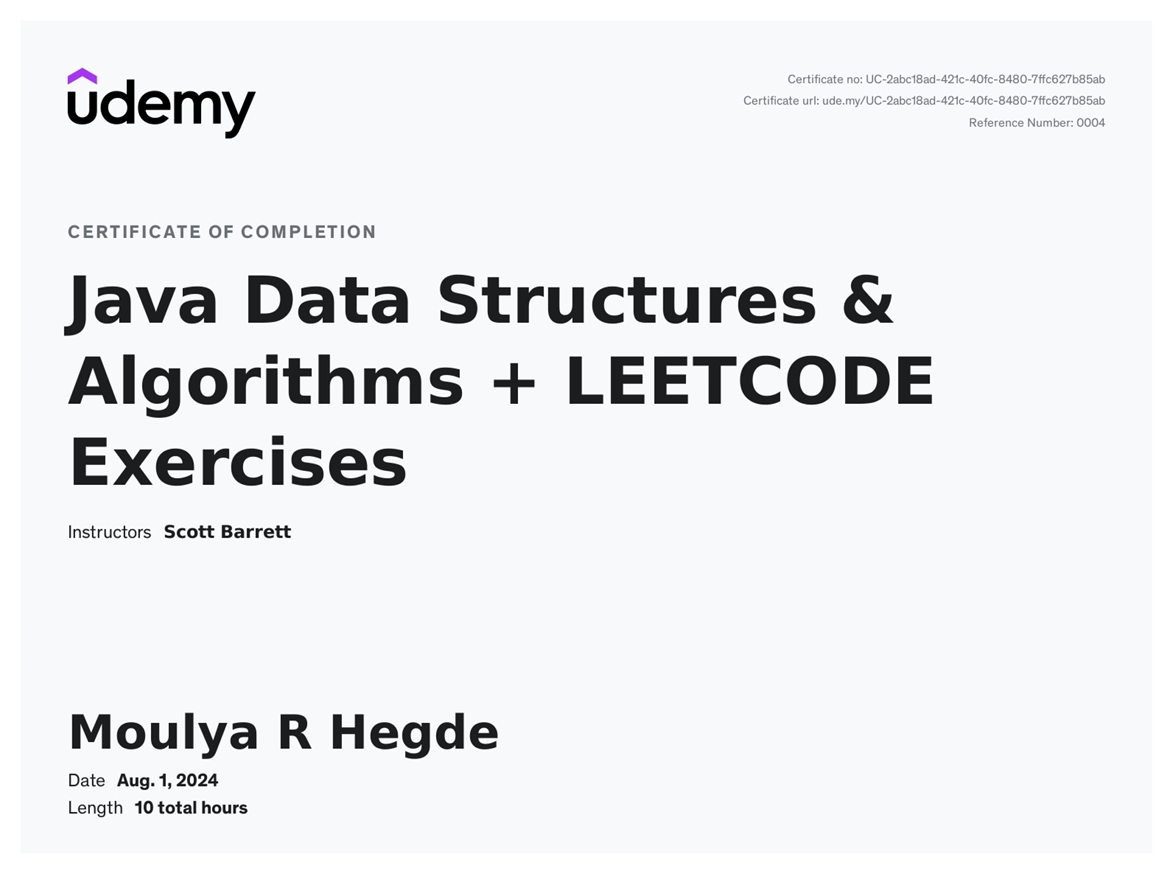 udemy
Certificate no: UC-2abc18ad-421c-40fc-8480-7ffc627b85ab
Certificate url: ude.my/UC-2abc18ad-421c-40fc-8480-7ffc627b85ab
Reference Number: 0004
CERTIFICATE OF COMPLETION
Java Data Structures &
Algorithms + LEETCODE
Exercises
Instructors Scott Barrett
Moulya R Hegde
Date Aug. 1, 2024
Length 10 total hours